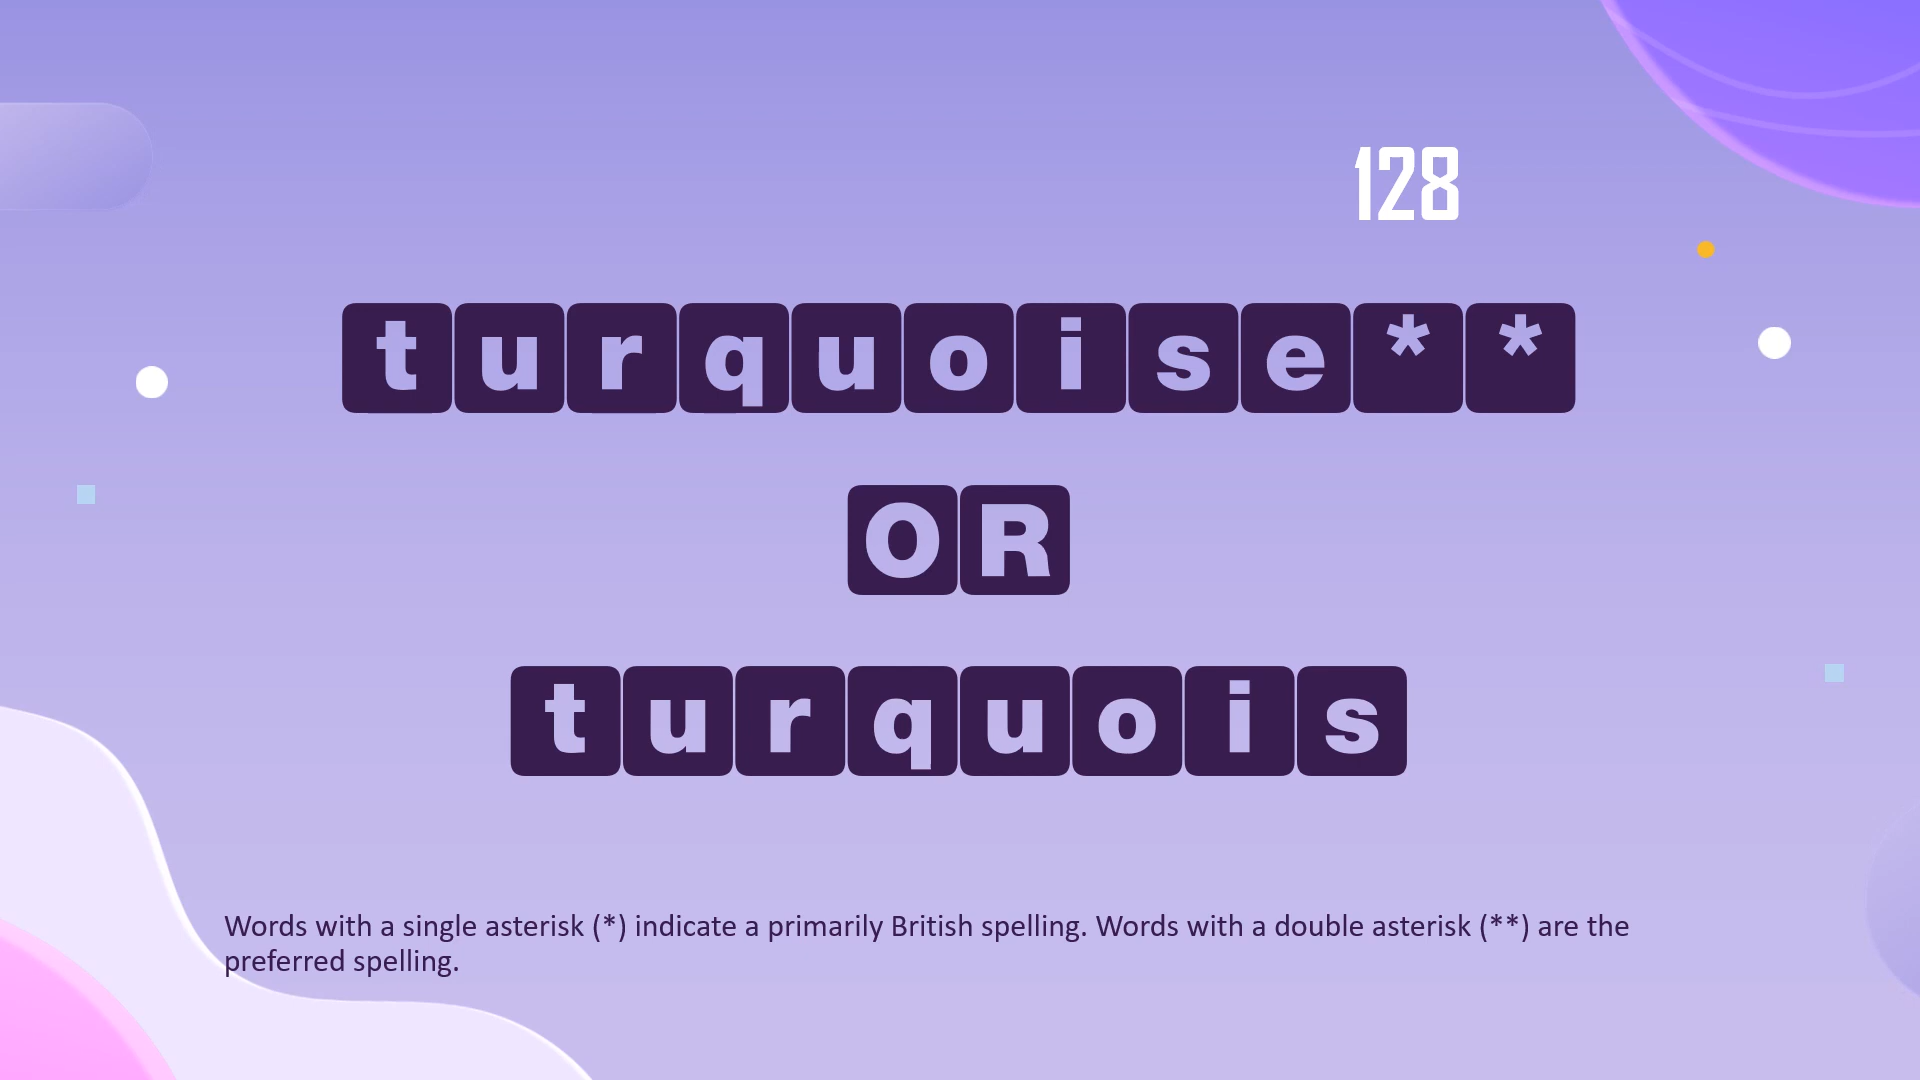 128
turquoise**
OR
turquois
Words with a single asterisk (*) indicate a primarily British spelling. Words with a double asterisk (**) are the
preferred spelling.